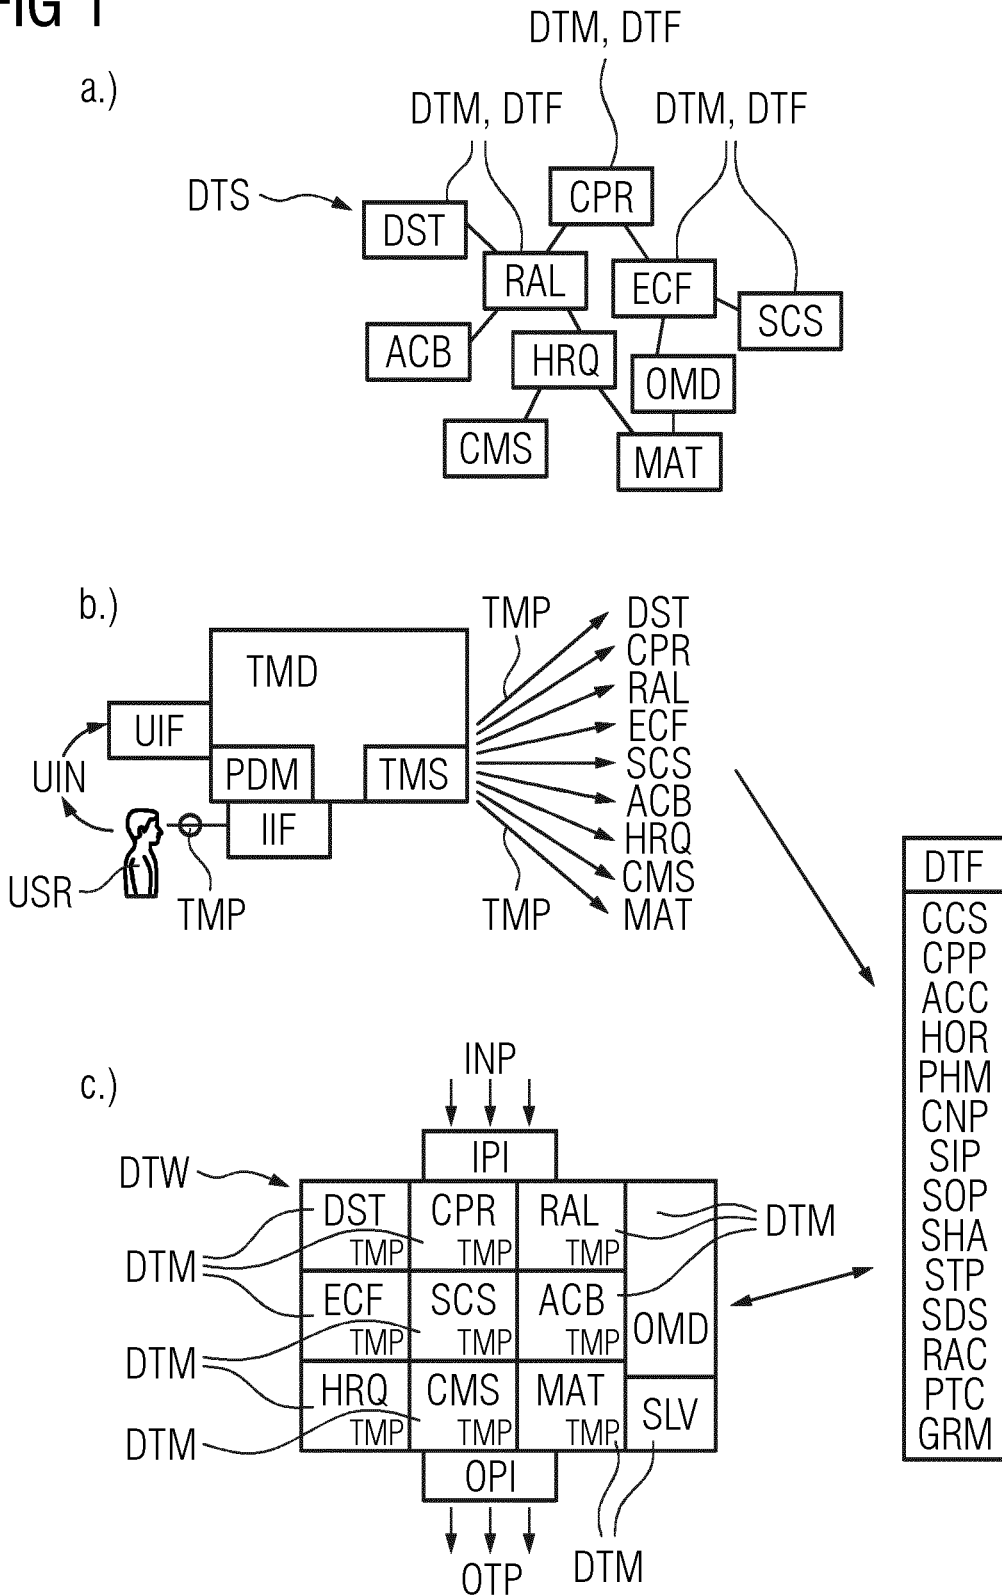 FIG 1
a.)
DTM, DTF
DTM, DTF
DTM, DTF
DTS
CPR
DST
RAL
ECF
SCS
ACB
HRQ
OMD
CMS
MAT
b.)
TMP
DST
CPR
RAL
ECF
SCS
ACB
HRQ
CMS
MAT
TMD
UIF
PDM
TMS
UIN
IIF
USR
TMP
TMP
DTF
CCS
CPP
ACC
HOR
PHM
CNP
SIP
SOP
SHA
STP
SDS
RAC
PTC
GRM
c.)
INP
IPI
DTW
DST
TMP
CPR
TMP
RAL
TMP
DTM
DTM
ECF
TMP
SCS
TMP
ACB
TMP
OMD
DTM
HRQ
TMP
CMS
TMP
MAT
TMP
SLV
DTM
OPI
OTP
DTM